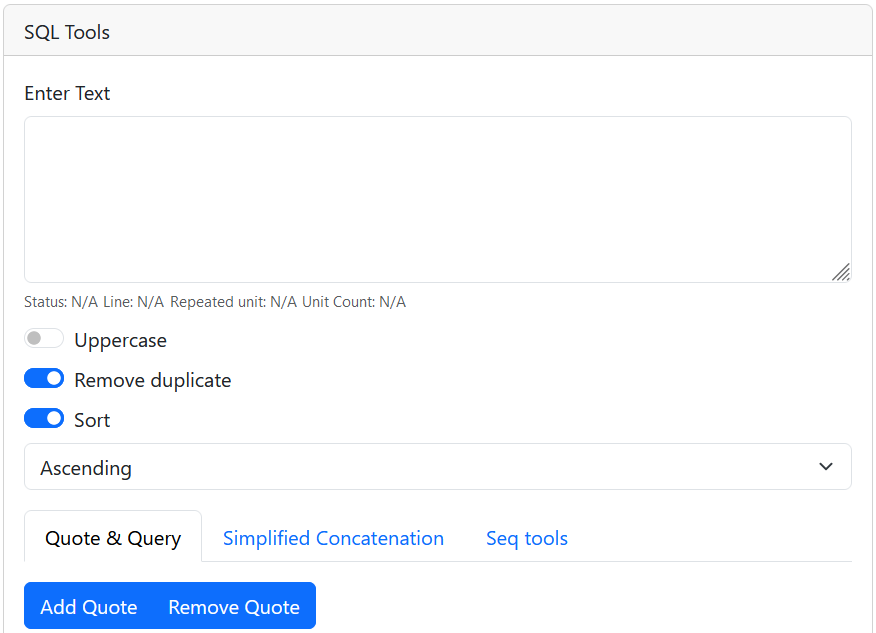 SQL Tools
Enter Text
Status: N/A Line: N/A Repeated unit: N/A Unit Count: N/A
Uppercase
Remove duplicate
Sort
Ascending
Quote & Query Simplified Concatenation Seq tools
Add Quote Remove Quote